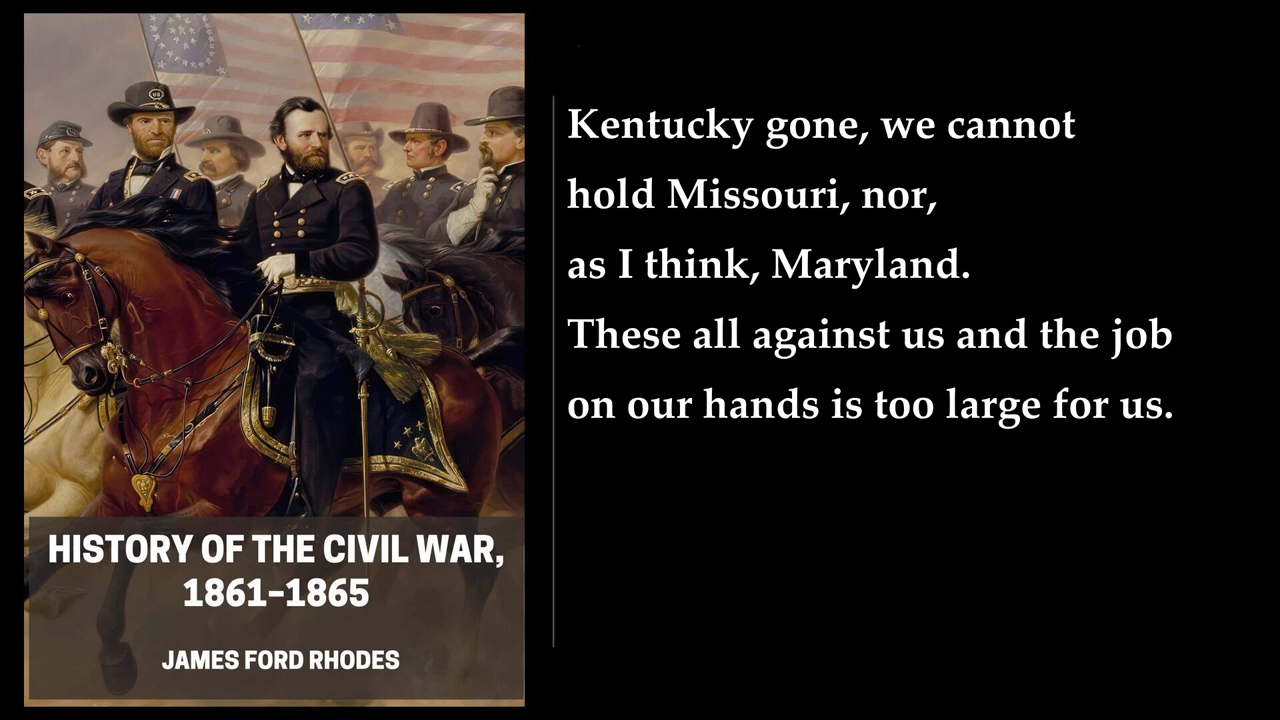 Kentucky gone, we cannot
hold Missouri, nor,
as I think, Maryland.
These all against us and the job
on our hands is too large for us.
HISTORY OF THE CIVIL WAR,
1861–1865
JAMES FORD RHODES